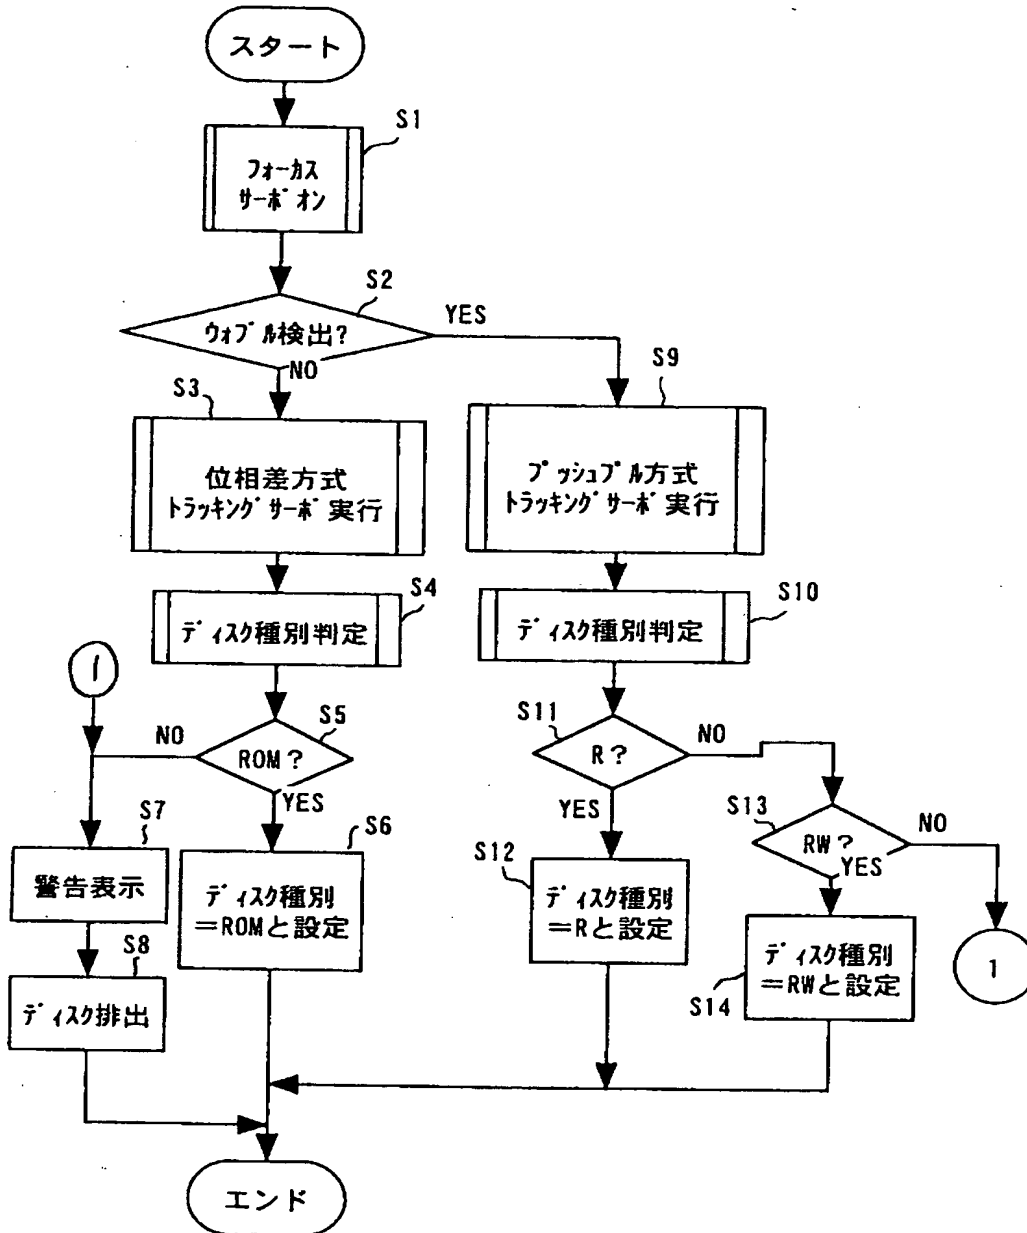 スタート
S1
フォーカス
サーボオン
S2
ウォブル検出?
YES
NO
S3
位相差方式
トラッキングサーボ実行
S9
プッシュプル方式
トラッキングサーボ実行
S4
ディスク種別判定
S10
ディスク種別判定
1
S5
ROM?
NO
YES
S11
R?
NO
YES
S13
RW?
NO
YES
S7
警告表示
S6
ディスク種別
=ROMと設定
S12
ディスク種別
=Rと設定
S14
ディスク種別
=RWと設定
1
S8
ディスク排出
エンド